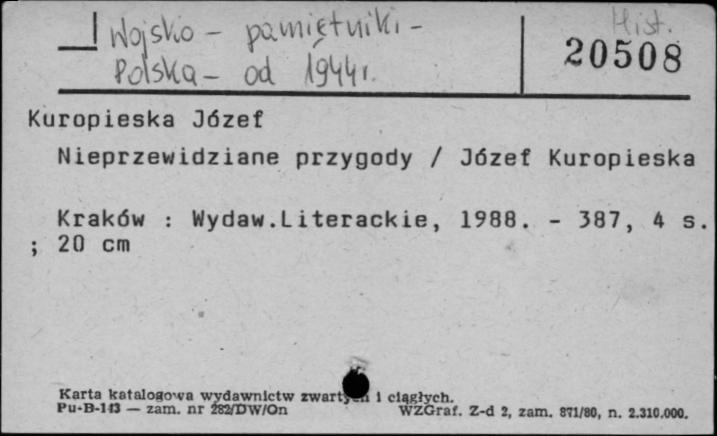 Wojsko - pamiętniki - Hist.
Polska - od 1944r. 20508
Kuropieska Józef
Nieprzewidziane przygody / Józef Kuropieska
Kraków : Wydaw.Literackie, 1988. - 387, 4 s.
; 20 cm
Karta katalogowa wydawnictw zwartych i ciągłych.
Pu-B-143 — zam. nr 282/DW/On WZGraf. Z-d 2, zam. 871/80, n. 2.310.000.